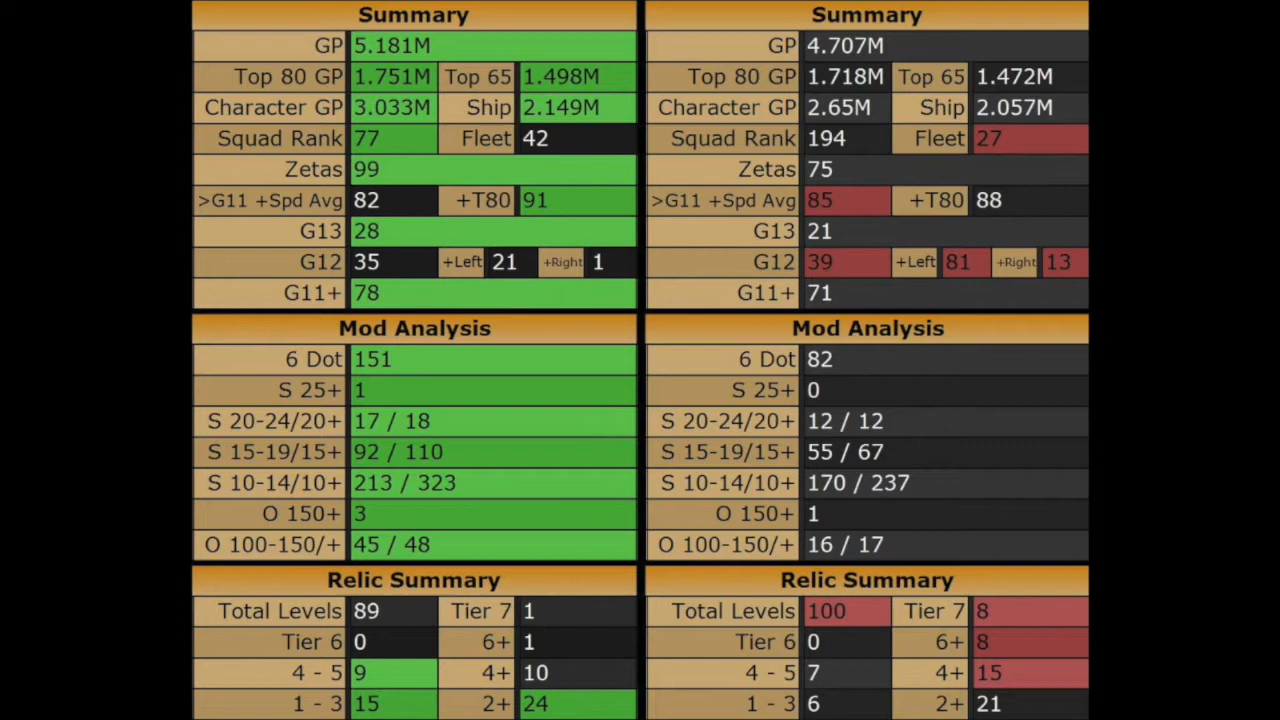 Summary
GP 5.181M
Top 80 GP 1.751M Top 65 1.498M
Character GP 3.033M Ship 2.149M
Squad Rank 77 Fleet 42
Zetas 99
>G11 +Spd Avg 82 +T80 91
G13 28
G12 35 +Left 21 +Right 1
G11+ 78
Mod Analysis
6 Dot 151
S 25+ 1
S 20-24/20+ 17 / 18
S 15-19/15+ 92 / 110
S 10-14/10+ 213 / 323
O 150+ 3
O 100-150/+ 45 / 48
Relic Summary
Total Levels 89 Tier 7 1
Tier 6 0 6+ 1
4 - 5 9 4+ 10
1 - 3 15 2+ 24
Summary
GP 4.707M
Top 80 GP 1.718M Top 65 1.472M
Character GP 2.65M Ship 2.057M
Squad Rank 194 Fleet 27
Zetas 75
>G11 +Spd Avg 85 +T80 88
G13 21
G12 39 +Left 81 +Right 13
G11+ 71
Mod Analysis
6 Dot 82
S 25+ 0
S 20-24/20+ 12 / 12
S 15-19/15+ 55 / 67
S 10-14/10+ 170 / 237
O 150+ 1
O 100-150/+ 16 / 17
Relic Summary
Total Levels 100 Tier 7 8
Tier 6 0 6+ 8
4 - 5 7 4+ 15
1 - 3 6 2+ 21